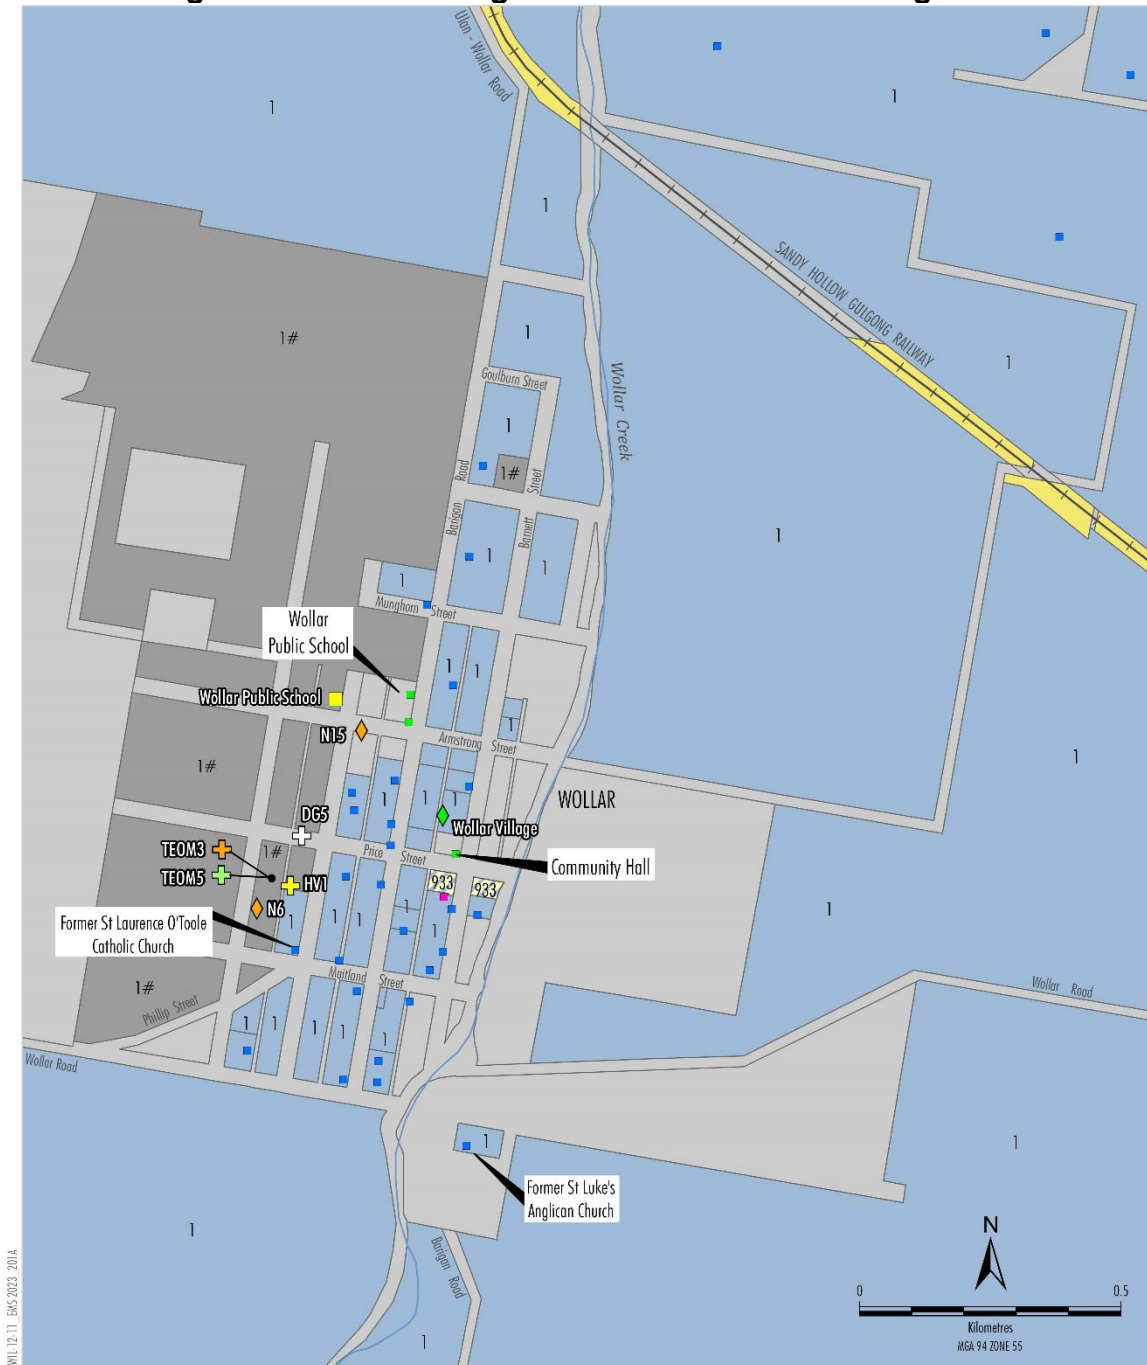 Ulan - Wollar Road
1
1
1
SANDY HOLLOW GULGONG RAILWAY
1#
1
1
Goulburn Street
Wollar Creek
1
1#
Barigan Road
Barnett Street
1
1
1
1
Munghorn Street
Wollar
Public School
1
1
Wollar Public School
N15
1
Armstrong Street
1
1#
1
1
1
WOLLAR
DG5
Wollar Village
TEOM3
1#
Price Street
Community Hall
TEOM5
HV1
933
933
N6
1
1
1
1
1
1
Former St Laurence O'Toole
Catholic Church
Maitland Street
1#
Phillip Street
Wollar Road
1
1
1
1
1
Wollar Road
1
1
Former St Luke's
Anglican Church
1
Barigan Road
1
N
0
0.5
Kilometres
MGA 94 ZONE 55
WIL-12-11_EMS 2023_201A